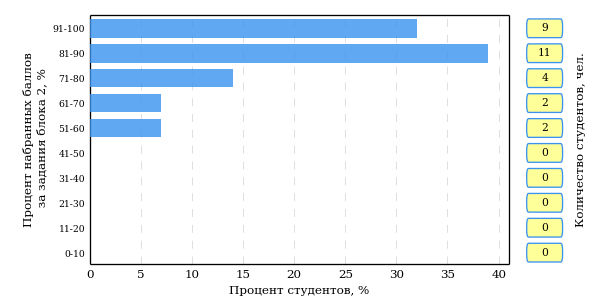 Процент набранных баллов
за задания блока 2, %
91-100 9
81-90 11
71-80 4
61-70 2
51-60 2
41-50 0
31-40 0
21-30 0
11-20 0
0-10 0
0 5 10 15 20 25 30 35 40
Процент студентов, %
Количество студентов, чел.